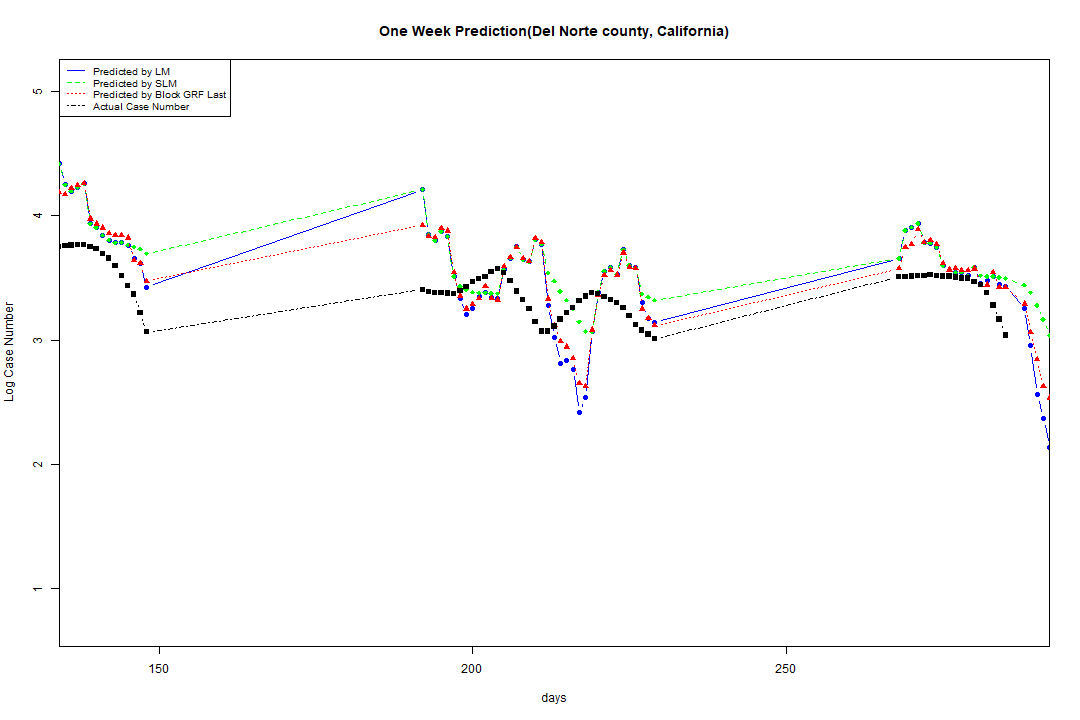 One Week Prediction(Del Norte county, California)
Predicted by LM
Predicted by SLM
Predicted by Block GRF Last
Actual Case Number
5
4
3
2
1
Log Case Number
150
200
250
days